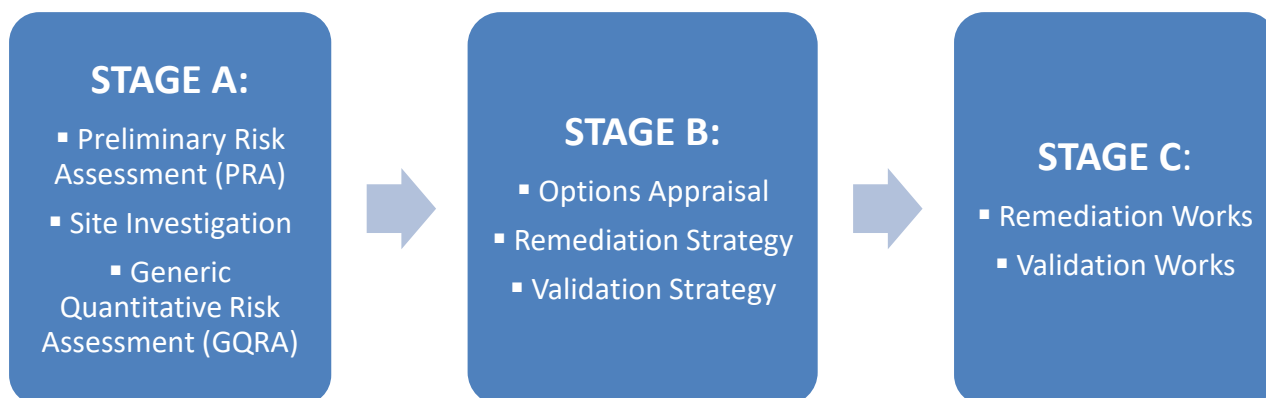 STAGE A:
▪ Preliminary Risk
Assessment (PRA)
▪ Site Investigation
▪ Generic
Quantitative Risk
Assessment (GQRA)
STAGE B:
▪ Options Appraisal
▪ Remediation Strategy
▪ Validation Strategy
STAGE C:
▪ Remediation Works
▪ Validation Works